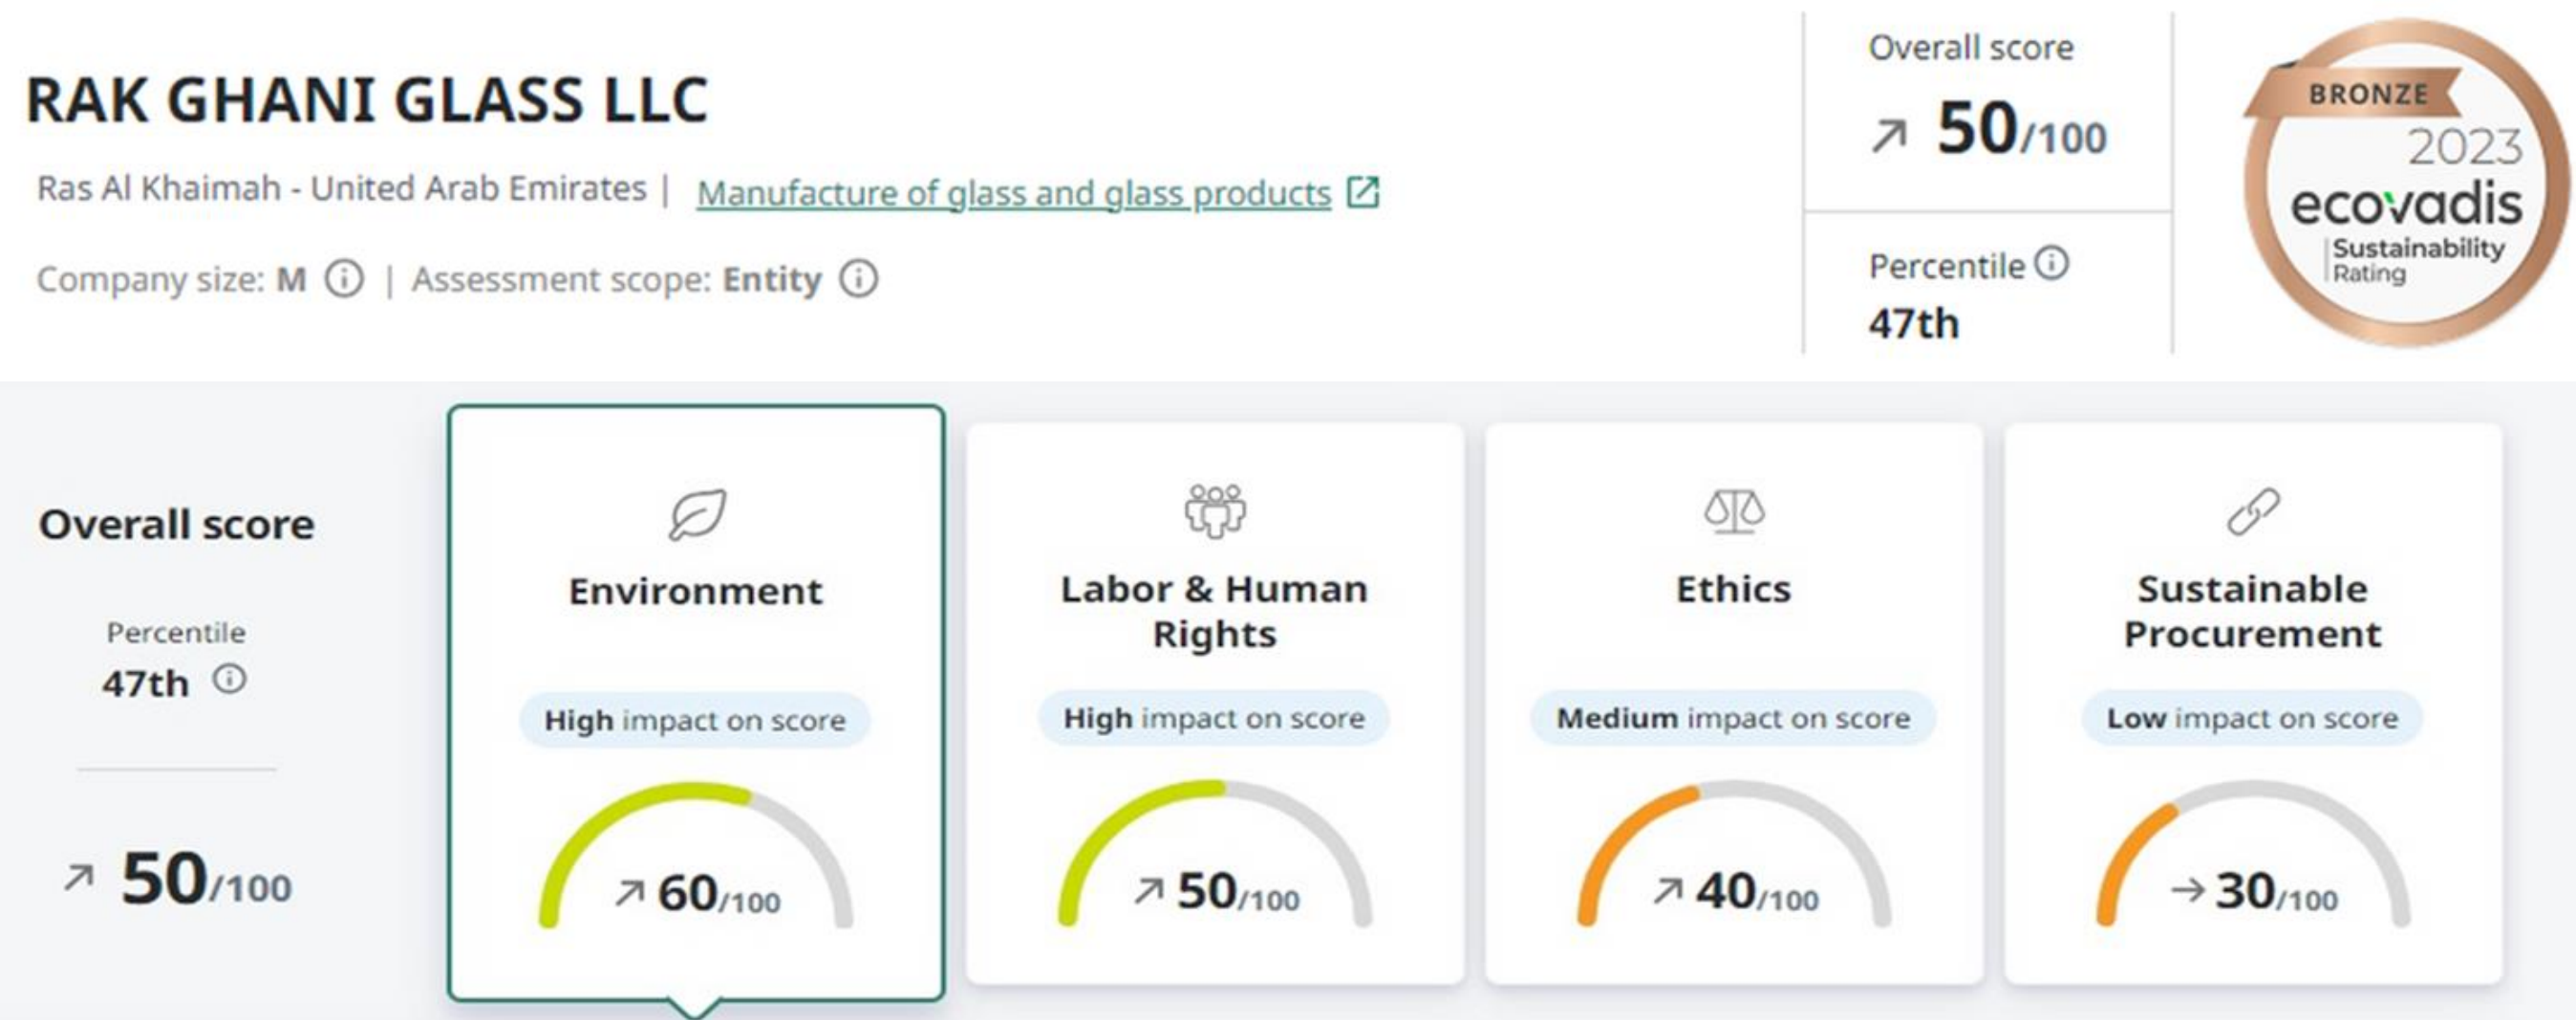 RAK GHANI GLASS LLC
Ras Al Khaimah - United Arab Emirates | Manufacture of glass and glass products
Company size: M | Assessment scope: Entity
Overall score
50/100
Percentile
47th
BRONZE
2023
ecovadis
Sustainability
Rating
Overall score
Percentile
47th
50/100
Environment
High impact on score
60/100
Labor & Human
Rights
High impact on score
50/100
Ethics
Medium impact on score
40/100
Sustainable
Procurement
Low impact on score
30/100